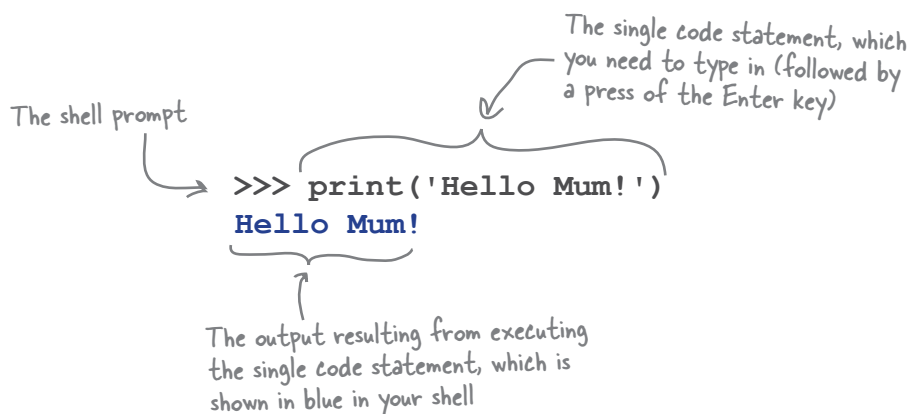 The single code statement, which
you need to type in (followed by
a press of the Enter key)
The shell prompt
>>> print('Hello Mum!')
Hello Mum!
The output resulting from executing
the single code statement, which is
shown in blue in your shell